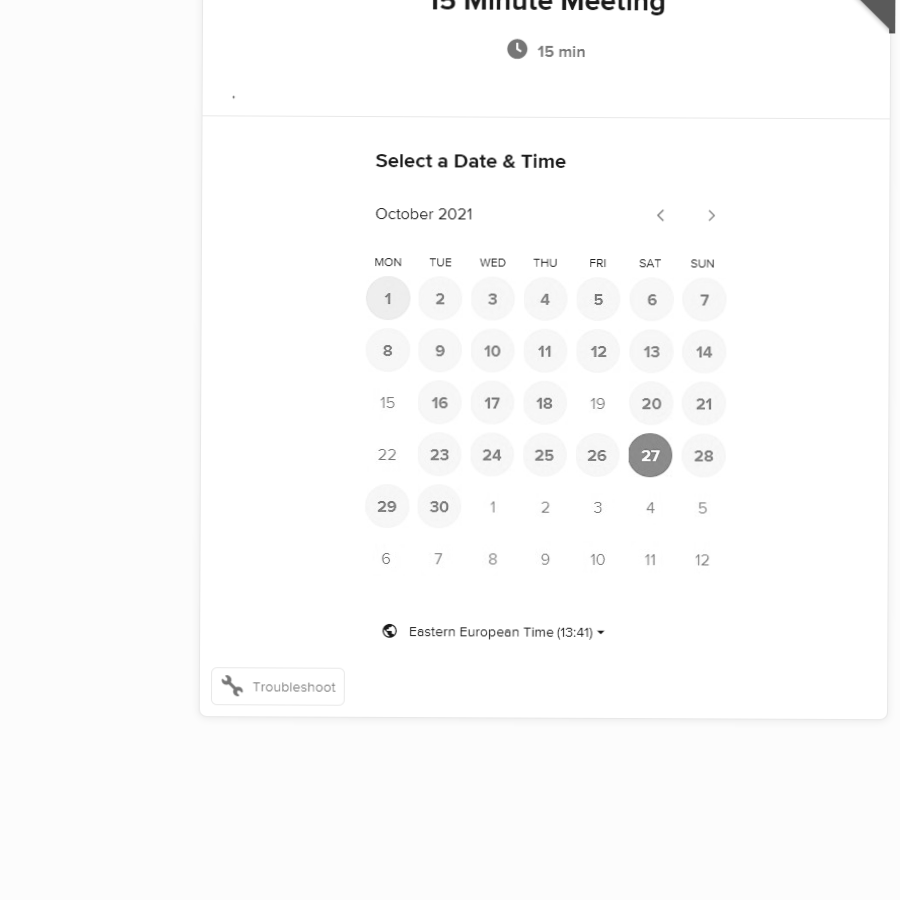 15 Minute Meeting
15 min
.
Select a Date & Time
October 2021
MON TUE WED THU FRI SAT SUN
1 2 3 4 5 6 7
8 9 10 11 12 13 14
15 16 17 18 19 20 21
22 23 24 25 26 27 28
29 30 1 2 3 4 5
6 7 8 9 10 11 12
Eastern European Time (13:41)
Troubleshoot